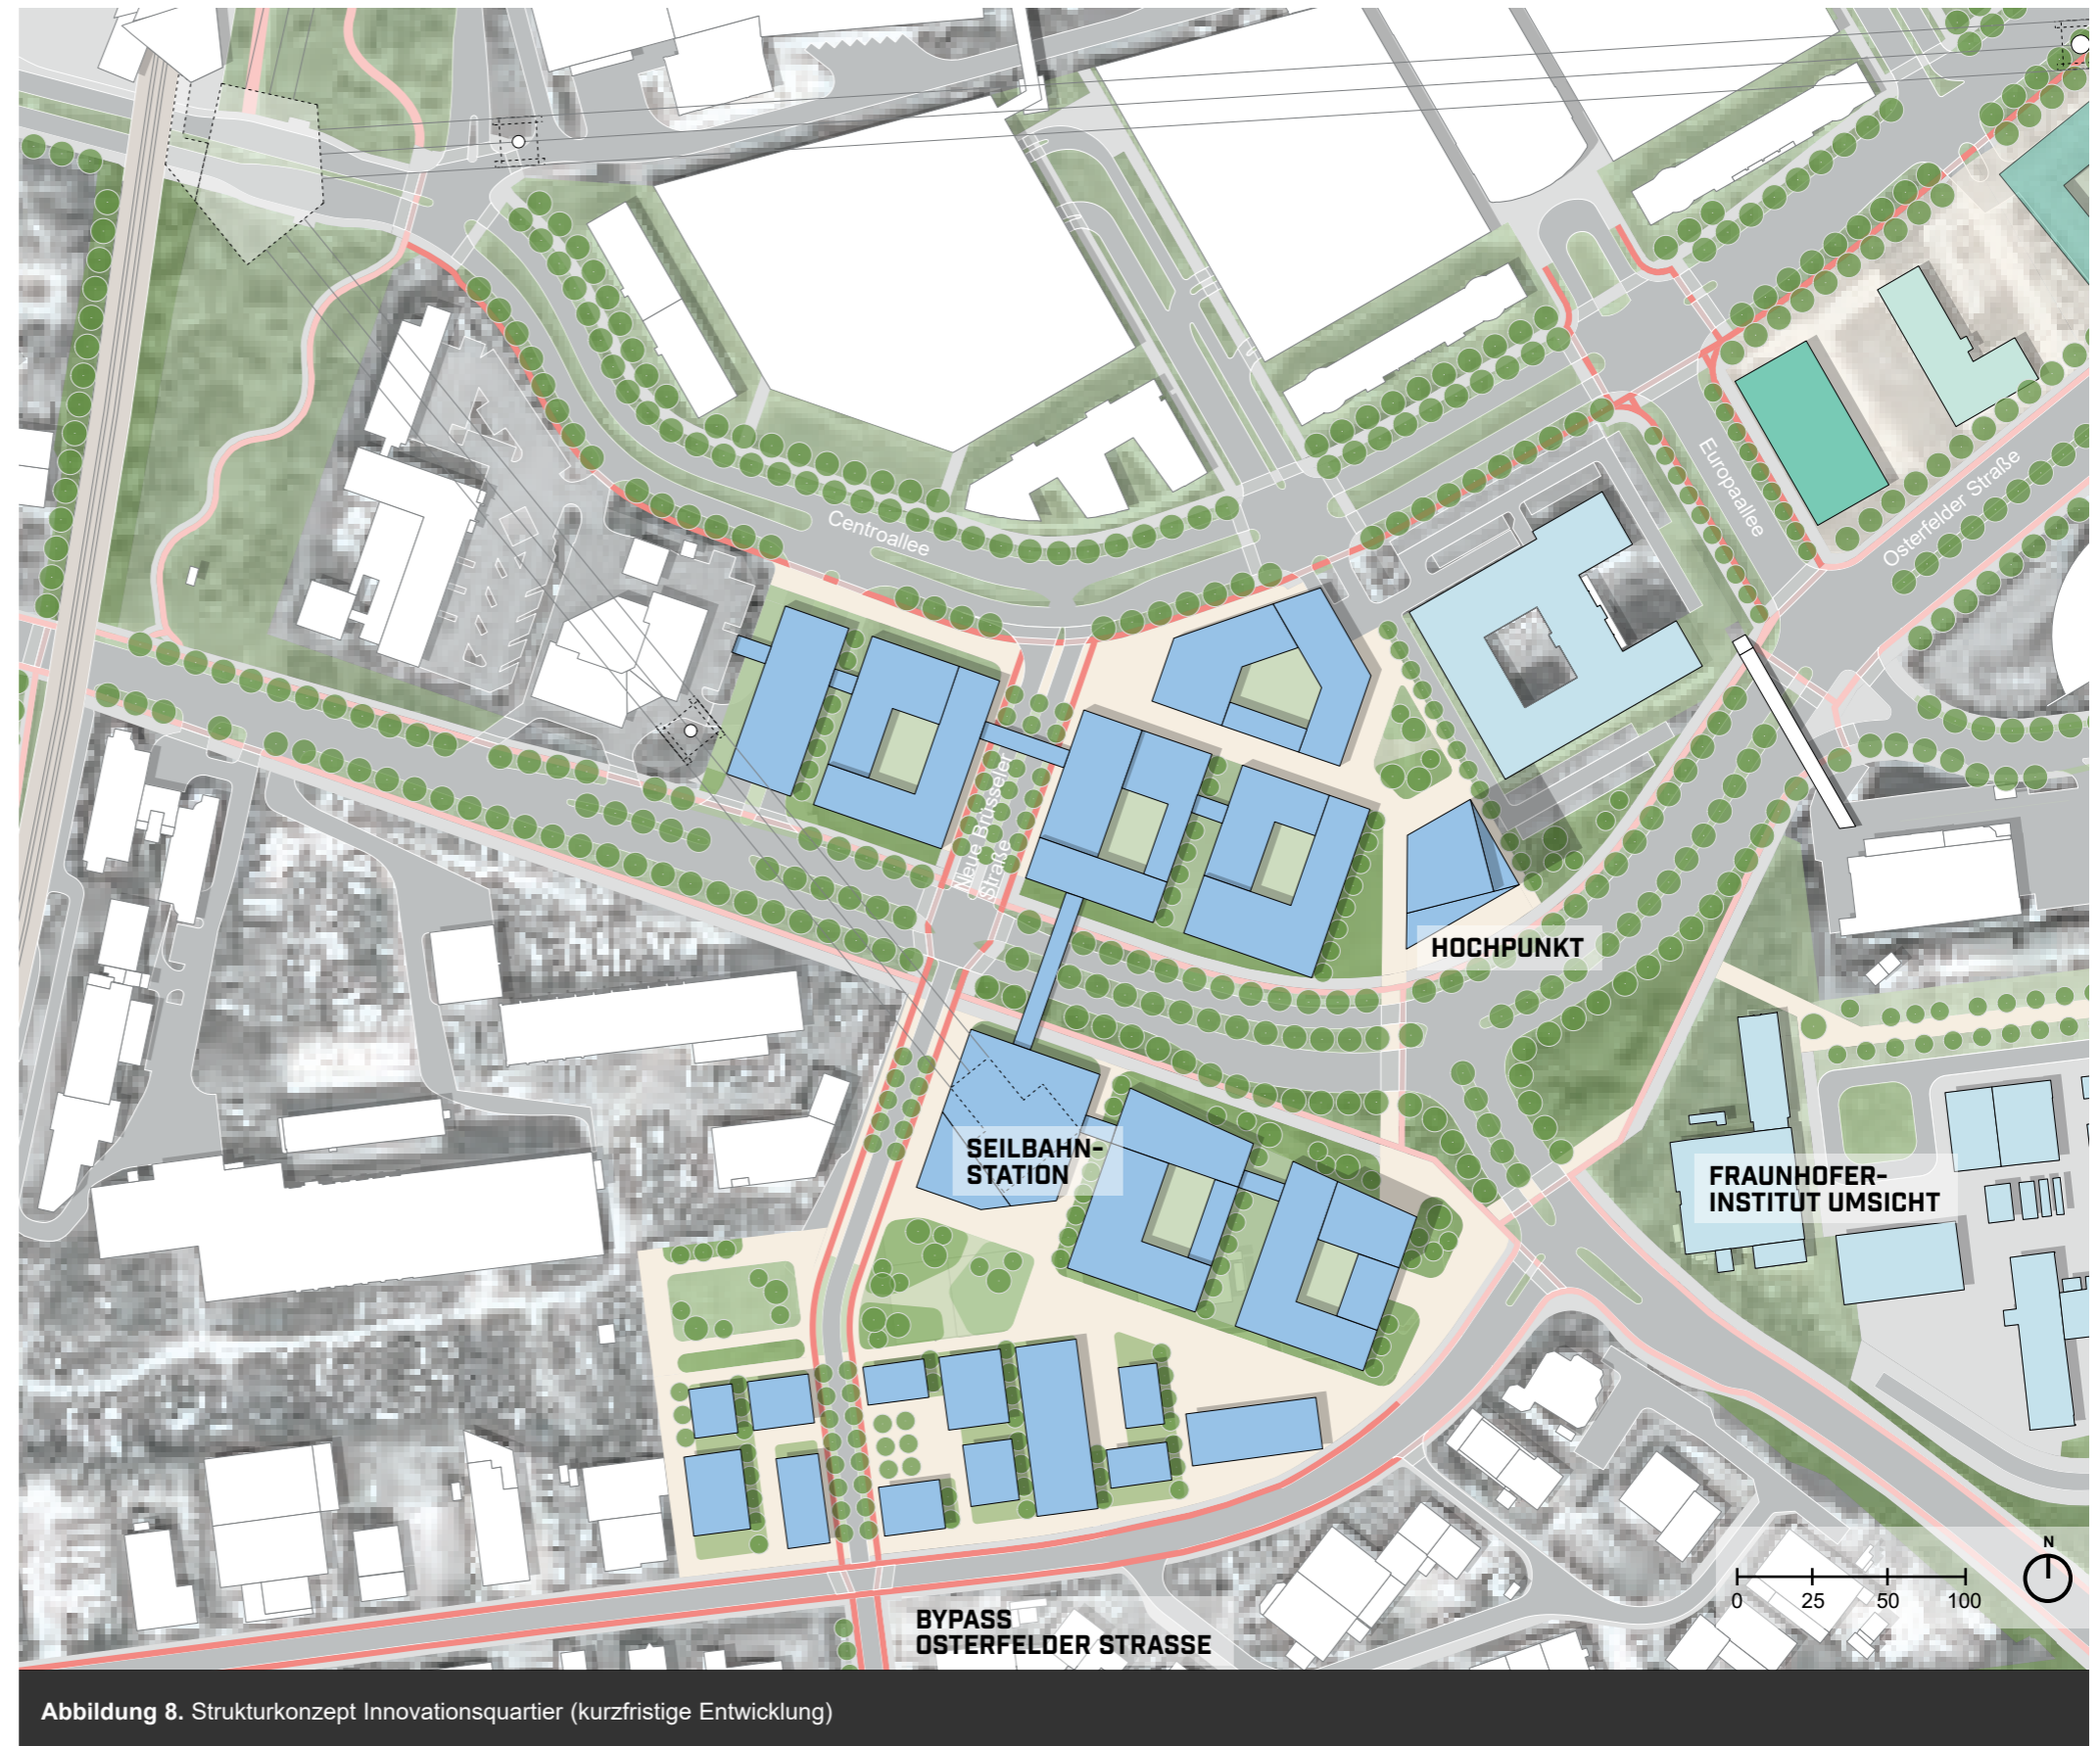 Centroallee
Europaallee
Osterfelder Straße
Neue Brüsseler
Straße
HOCHPUNKT
SEILBAHN-
STATION
FRAUNHOFER-
INSTITUT UMSICHT
N
0 25 50 100
BYPASS
OSTERFELDER STRASSE
Abbildung 8. Strukturkonzept Innovationsquartier (kurzfristige Entwicklung)